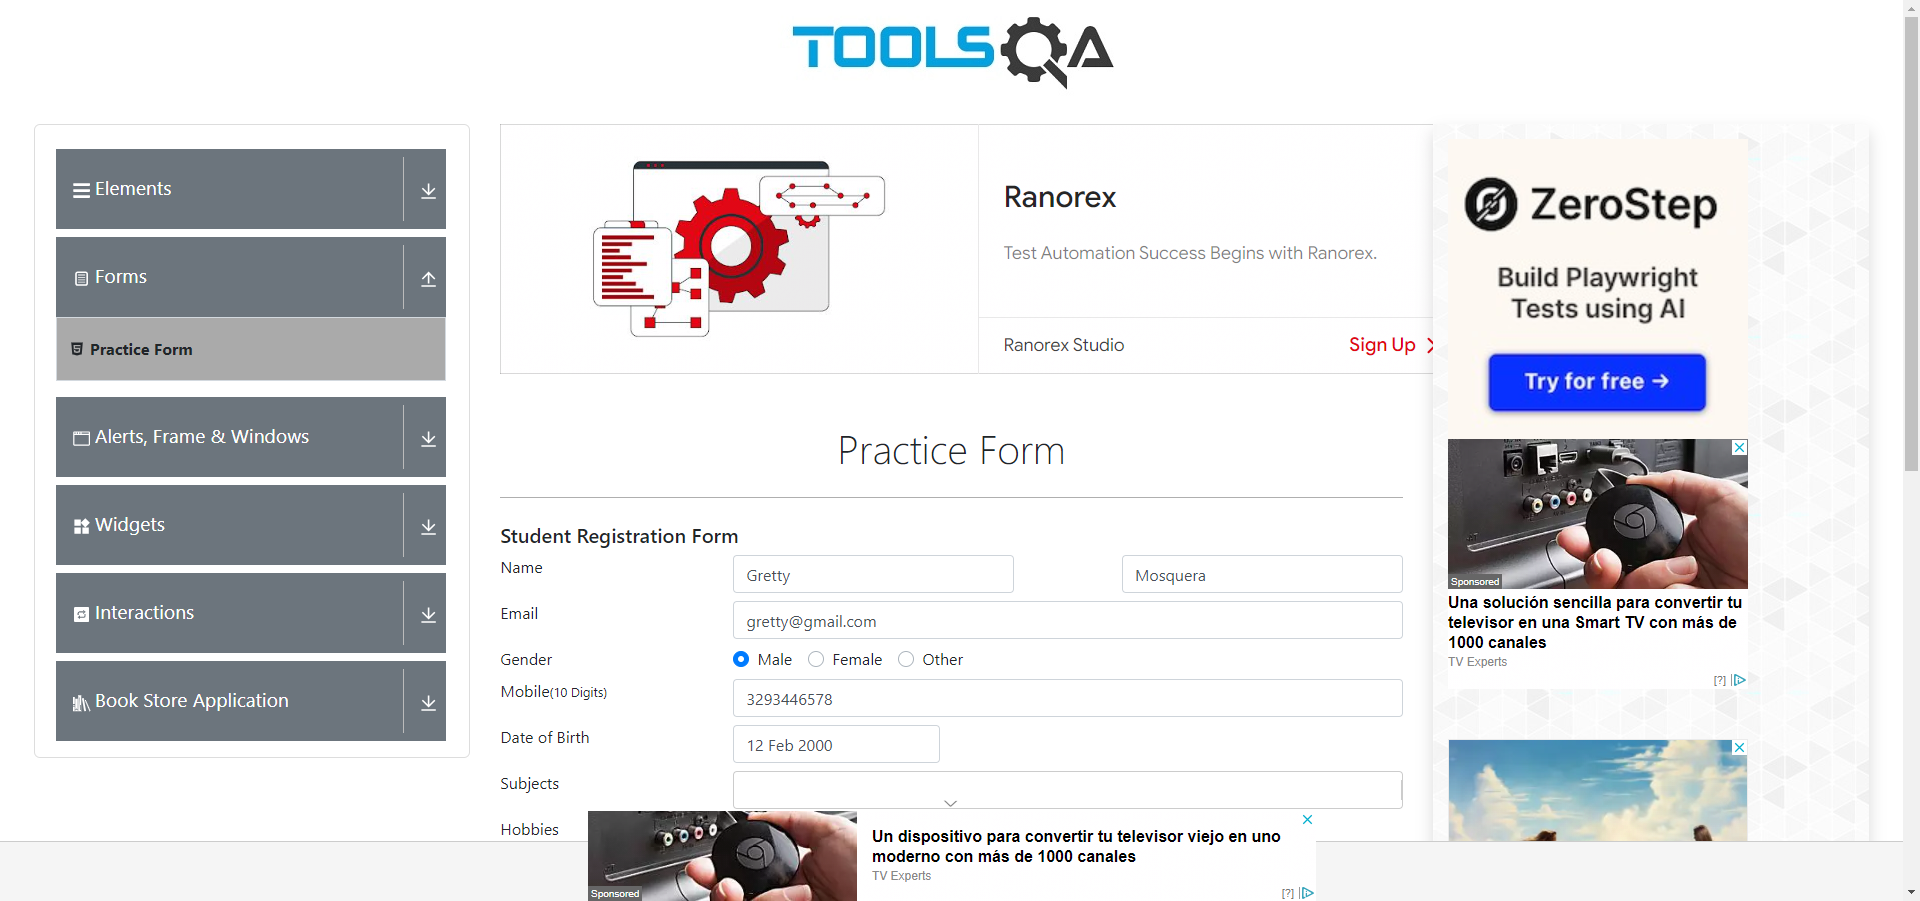 TOOLSQA
Elements
Forms
Practice Form
Alerts, Frame & Windows
Widgets
Interactions
Book Store Application
Ranorex
Test Automation Success Begins with Ranorex.
Ranorex Studio
Sign Up
Practice Form
Student Registration Form
Name
Gretty
Mosquera
Email
gretty@gmail.com
Gender
Male
Female
Other
Mobile(10 Digits)
3293446578
Date of Birth
12 Feb 2000
Subjects
Hobbies
ZeroStep
Build Playwright
Tests using AI
Try for free →
Sponsored
Una solución sencilla para convertir tu
televisor en una Smart TV con más de
1000 canales
TV Experts
[?]
Sponsored
Un dispositivo para convertir tu televisor viejo en uno
moderno con más de 1000 canales
TV Experts
[?]